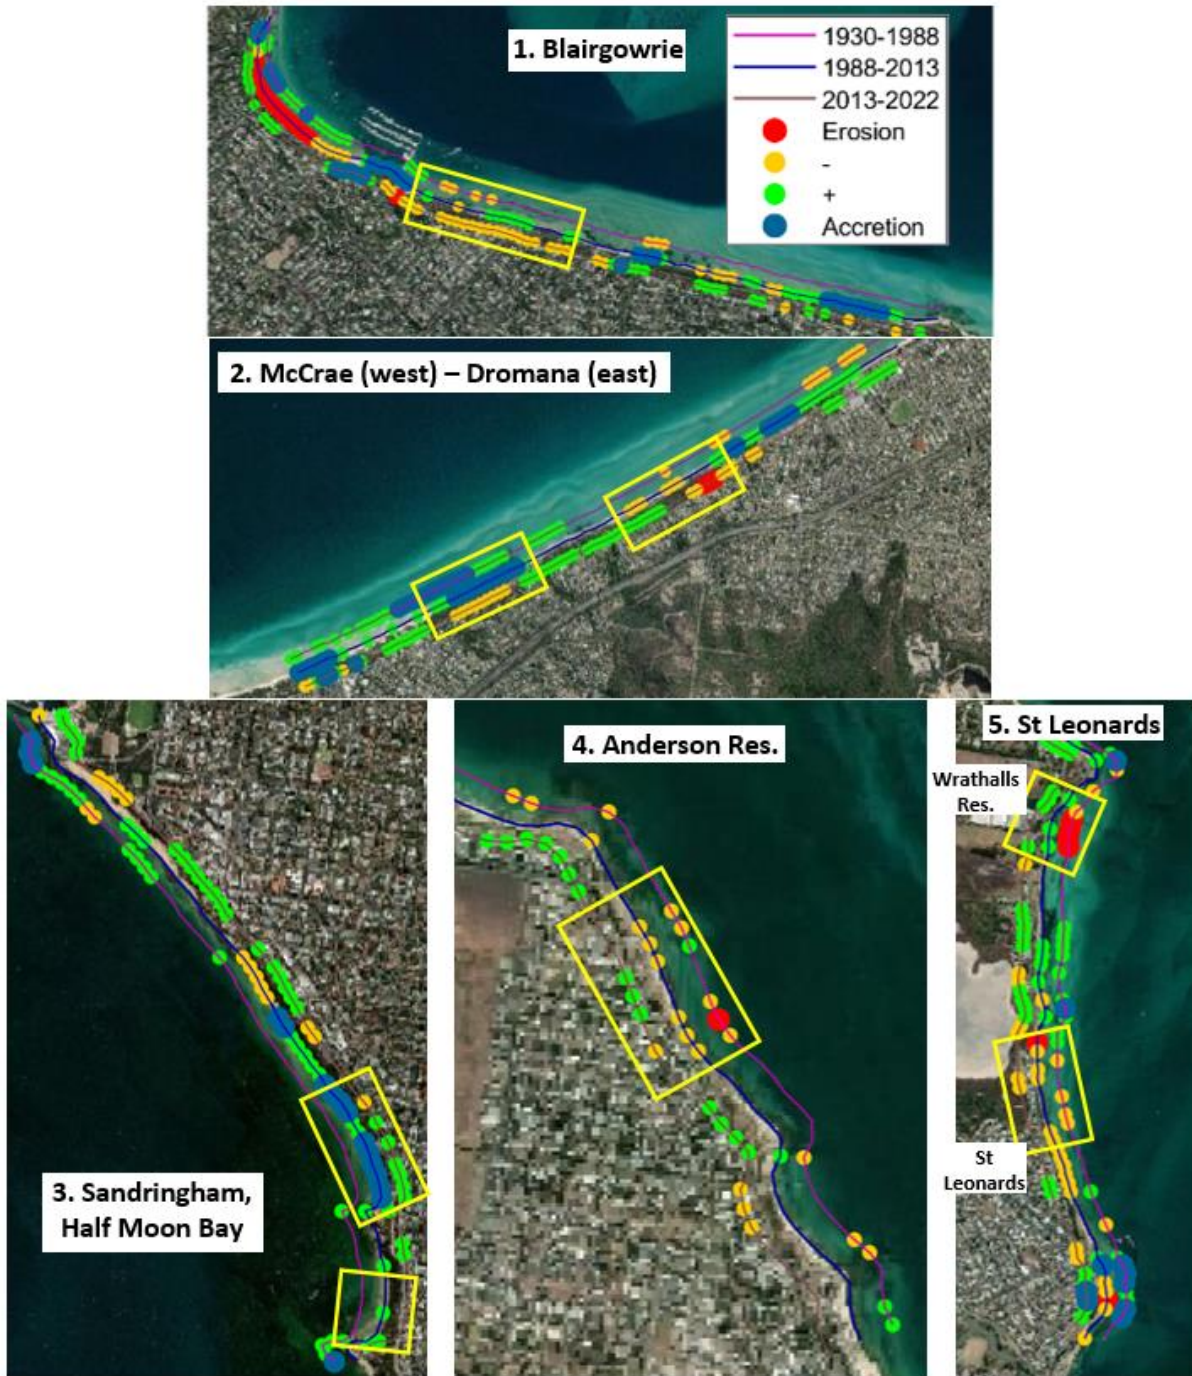 1. Blairgowrie
1930-1988
1988-2013
2013-2022
Erosion
-
+
Accretion
2. McCrae (west) – Dromana (east)
3. Sandringham,
Half Moon Bay
4. Anderson Res.
5. St Leonards
Wrathalls
Res.
St
Leonards